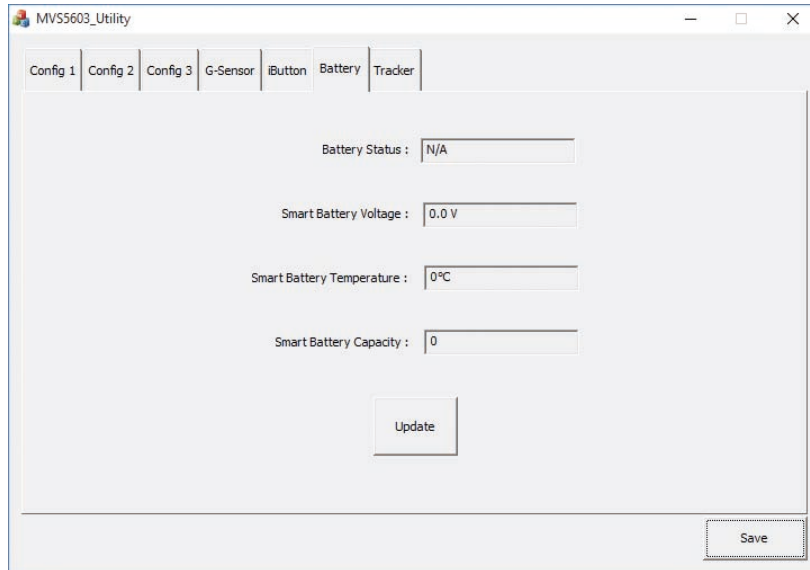 MVS5603_Utility
Config 1 Config 2 Config 3 G-Sensor iButton Battery Tracker
Battery Status : N/A
Smart Battery Voltage : 0.0 V
Smart Battery Temperature : 0°C
Smart Battery Capacity : 0
Update
Save